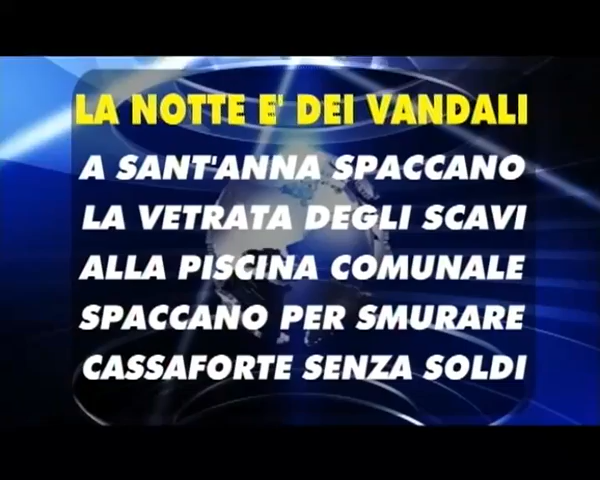 LA NOTTE E' DEI VANDALI
A SANT'ANNA SPACCANO
LA VETRATA DEGLI SCAVI
ALLA PISCINA COMUNALE
SPACCANO PER SMURARE
CASSAFORTE SENZA SOLDI